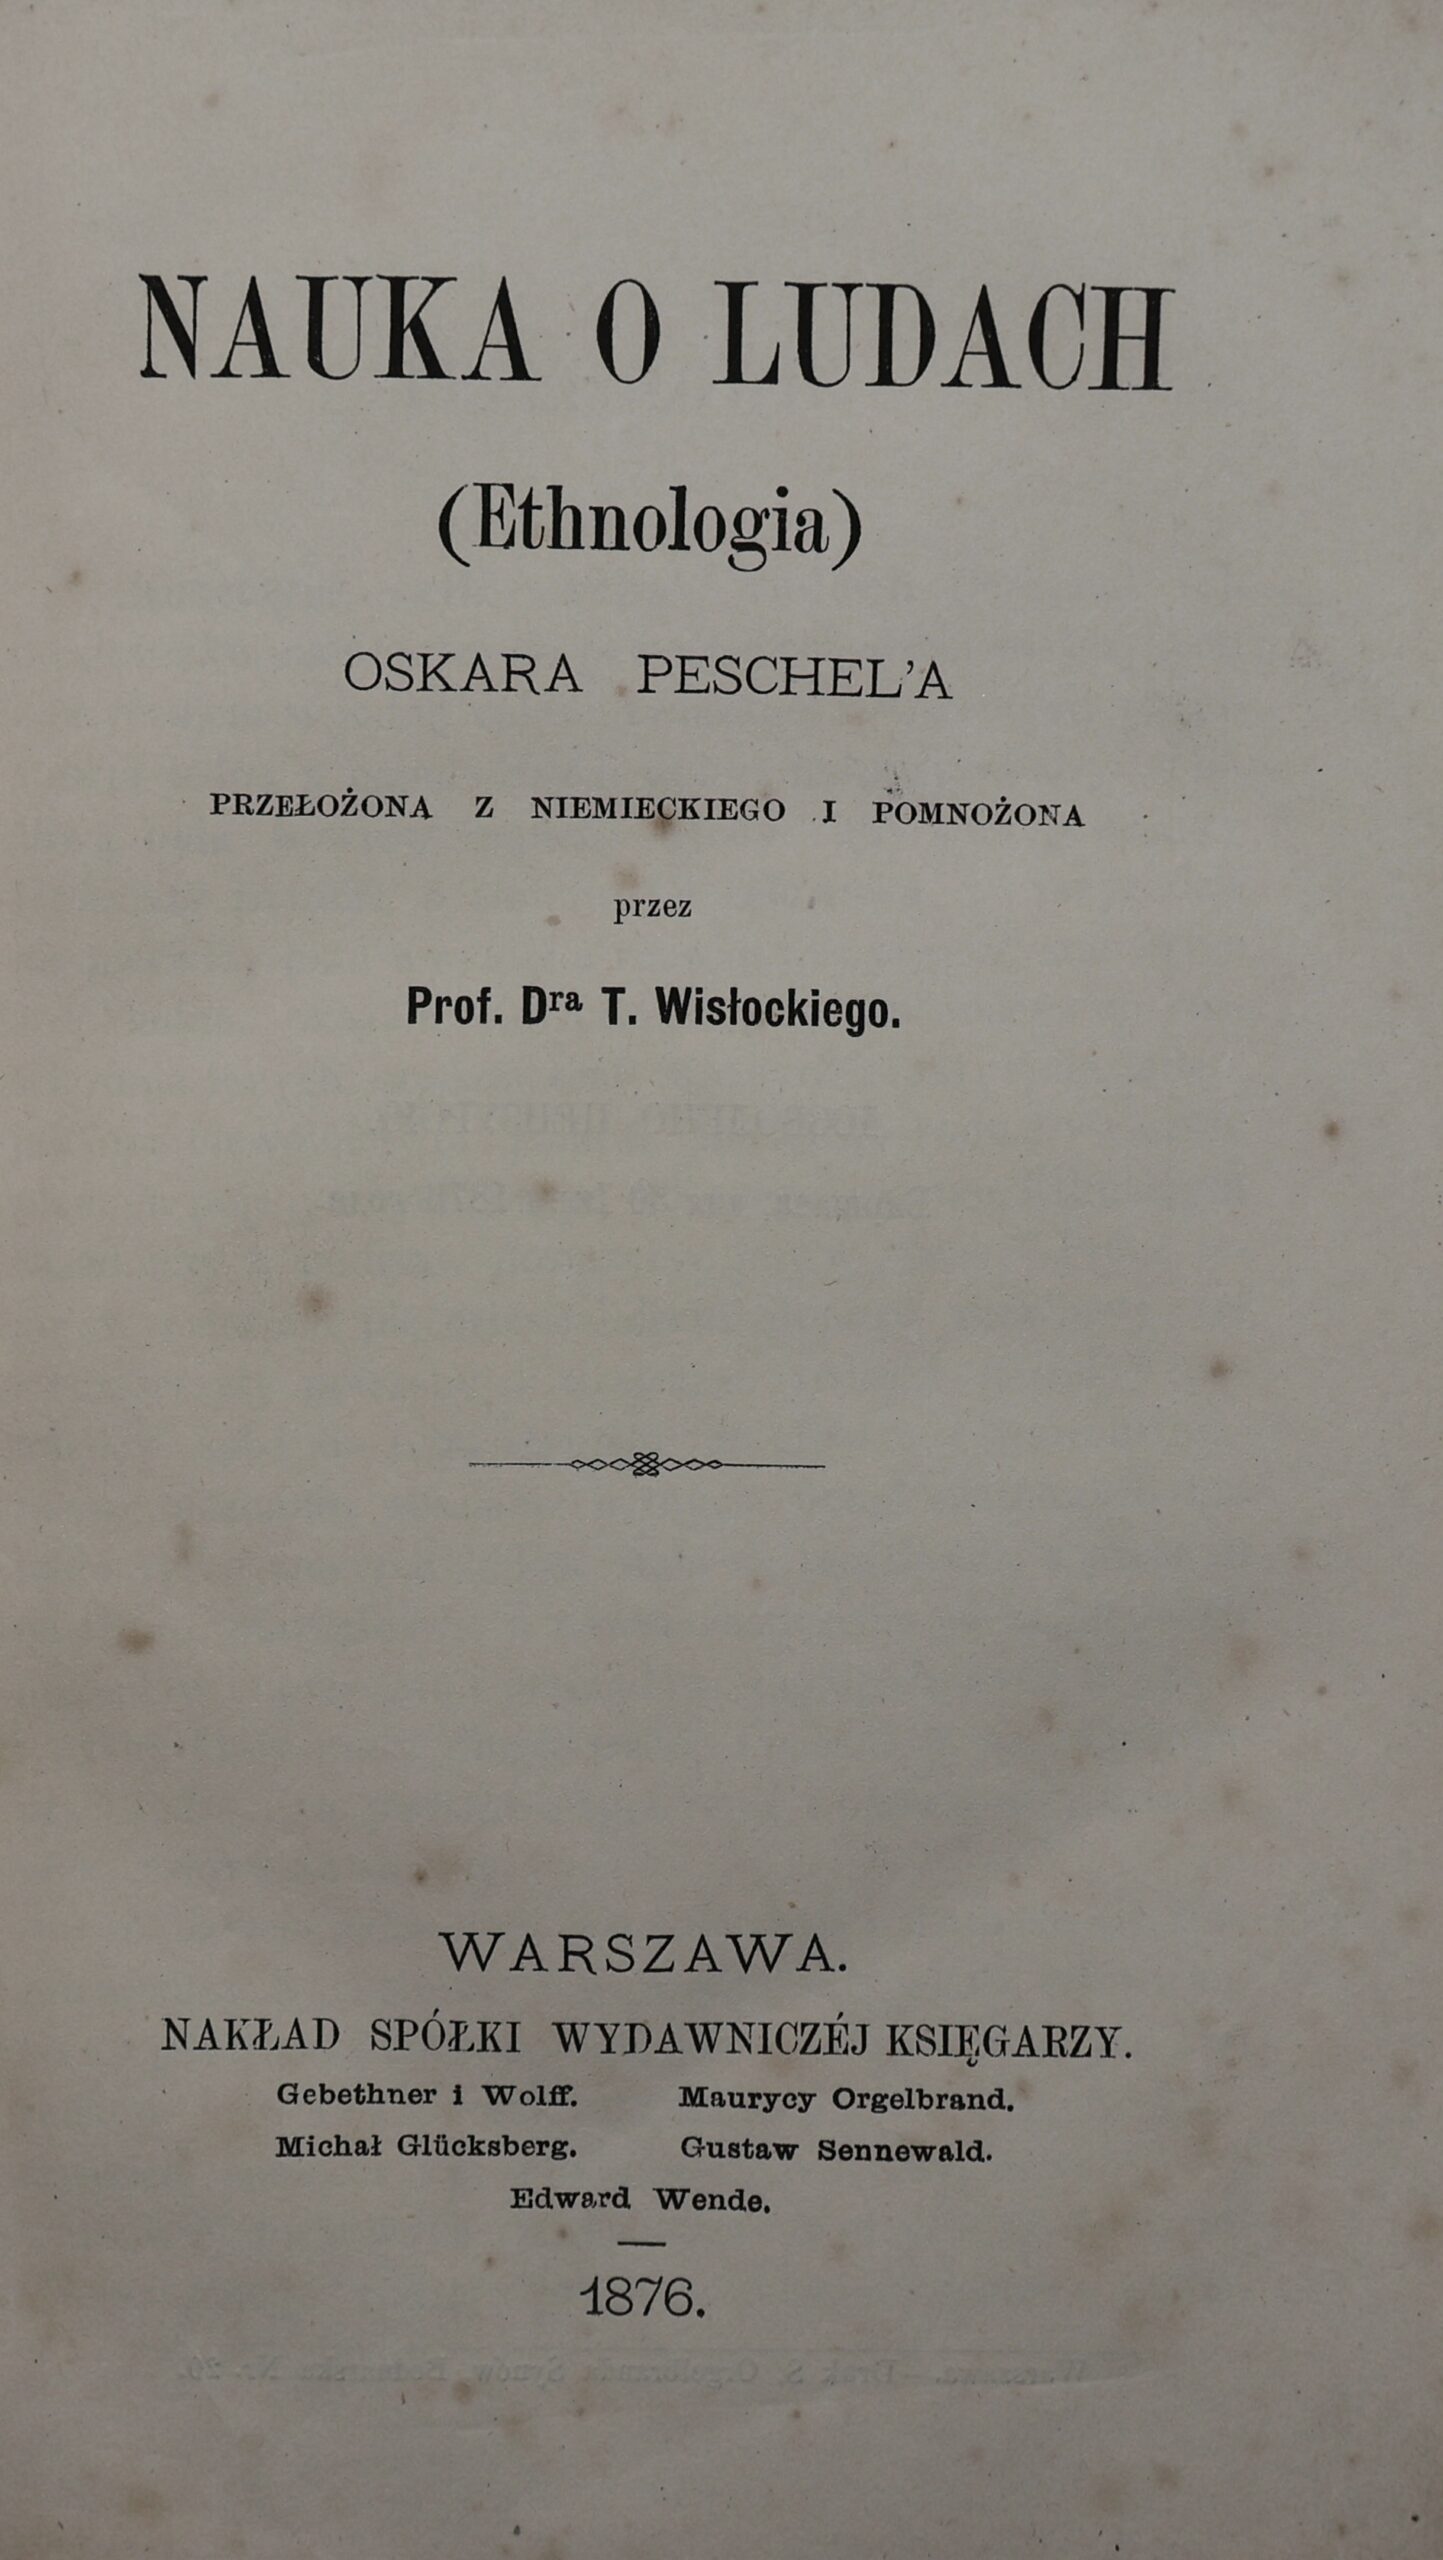 NAUKA O LUDACH
(Ethnologia)
OSKARA PESCHEL’A
PRZEŁOŻONA Z NIEMIECKIEGO I POMNOŻONA
przez
Prof. Dra T. Wisłockiego.
WARSZAWA.
NAKŁAD SPÓŁKI WYDAWNICZÉJ KSIĘGARZY.
Gebethner i Wolff. Maurycy Orgelbrand.
Michał Glücksberg. Gustaw Sennewald.
Edward Wende.
1876.